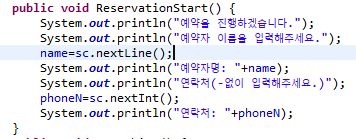 public void ReservationStart() {
System.out.println("예약을 진행하겠습니다.");
System.out.println("예약자 이름을 입력해주세요.");
name=sc.nextLine();
System.out.println("예약자명: "+name);
System.out.println("연락처(-없이 입력해주세요.)");
phoneN=sc.nextInt();
System.out.println("연락처: "+phoneN);
}